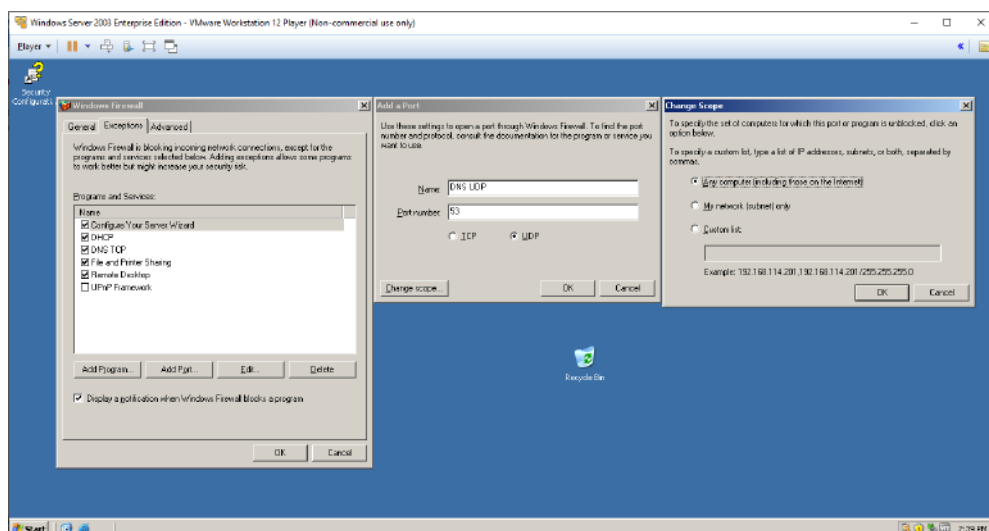 Windows Server 2003 Enterprise Edition - VMware Workstation 12 Player (Non-commercial use only)
Player
Security
Configurati
Windows Firewall
General Exceptions Advanced
Windows Firewall is blocking incoming network connections, except for the
programs and services selected below. Adding exceptions allows some programs
to work better but might increase your security risk.
Programs and Services:
Name
Configure Your Server Wizard
DHCP
DNS TCP
File and Printer Sharing
Remote Desktop
UPnP Framework
Add Program... Add Port... Edit... Delete
Display a notification when Windows Firewall blocks a program
OK Cancel
Add a Port
Use these settings to open a port through Windows Firewall. To find the port
number and protocol, consult the documentation for the program or service you
want to use.
Name: DNS UDP
Port number: 53
TCP UDP
Change scope... OK Cancel
Change Scope
To specify the set of computers for which this port or program is unblocked, click an
option below.
To specify a custom list, type a list of IP addresses, subnets, or both, separated by
commas.
Any computer (including those on the Internet)
My network (subnet) only
Custom list:
Example: 192.168.114.201,192.168.114.201/255.255.255.0
OK Cancel
Recycle Bin
Start
7:39 PM